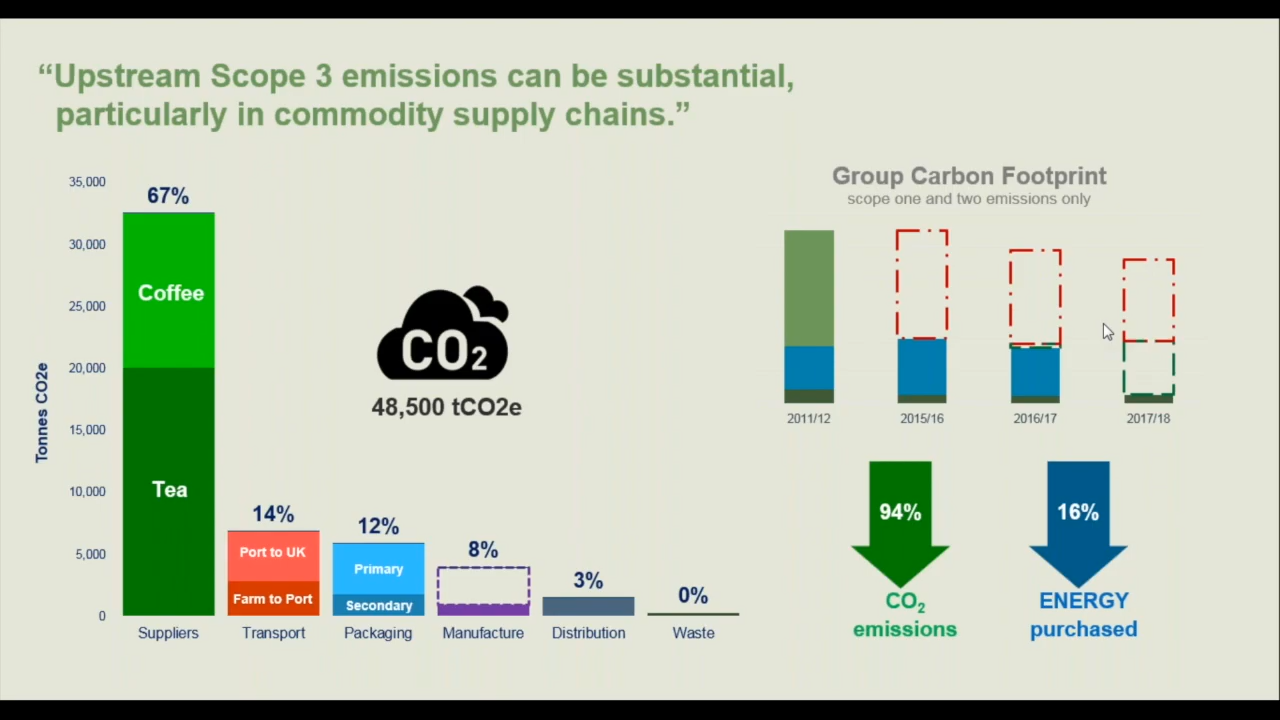 “Upstream Scope 3 emissions can be substantial,
particularly in commodity supply chains.”
Tonnes CO2e
35,000
30,000
25,000
20,000
15,000
10,000
5,000
0
67%
Coffee
Tea
14%
Port to UK
Farm to Port
12%
Primary
Secondary
8%
3%
0%
Suppliers
Transport
Packaging
Manufacture
Distribution
Waste
CO2
48,500 tCO2e
Group Carbon Footprint
scope one and two emissions only
2011/12
2015/16
2016/17
2017/18
94%
CO2
emissions
16%
ENERGY
purchased